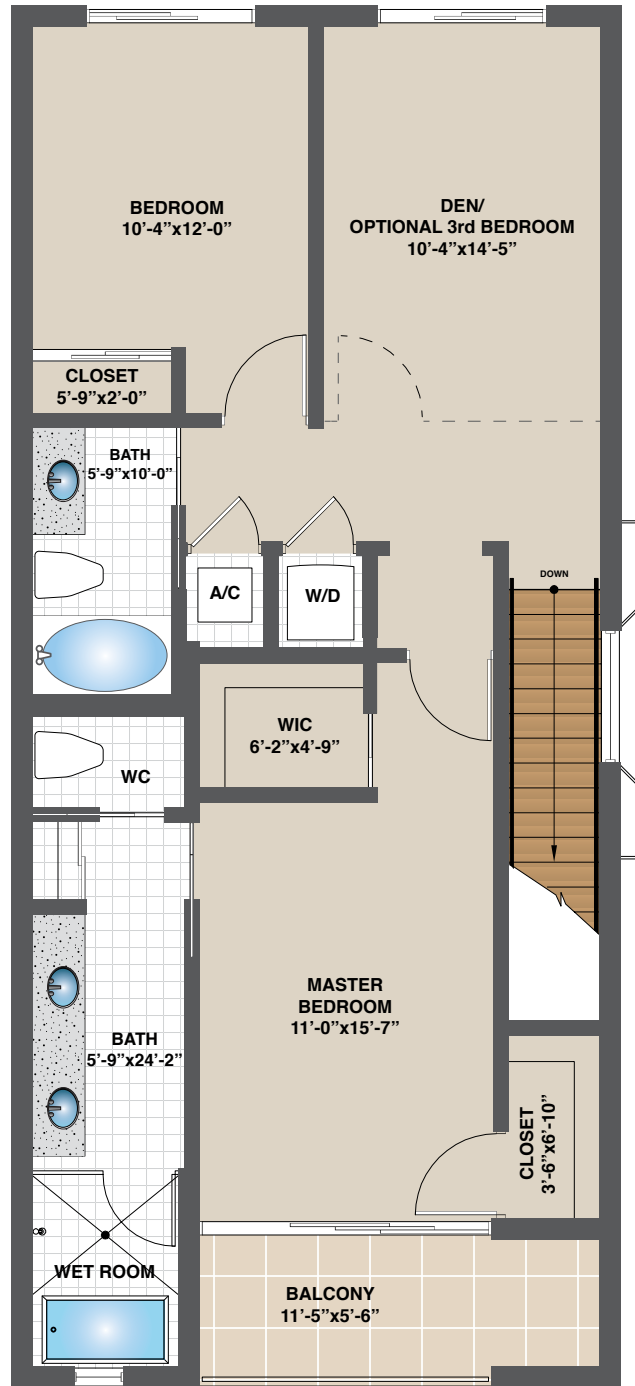 BEDROOM
10’-4”x12’-0”
DEN/
OPTIONAL 3rd BEDROOM
10’-4”x14’-5”
CLOSET
5’-9”x2’-0”
BATH
5’-9”x10’-0”
A/C
W/D
DOWN
WIC
6’-2”x4’-9”
WC
MASTER
BEDROOM
11’-0”x15’-7”
BATH
5’-9”x24’-2”
CLOSET
3’-6”x6’-10”
WET ROOM
BALCONY
11’-5”x5’-6”